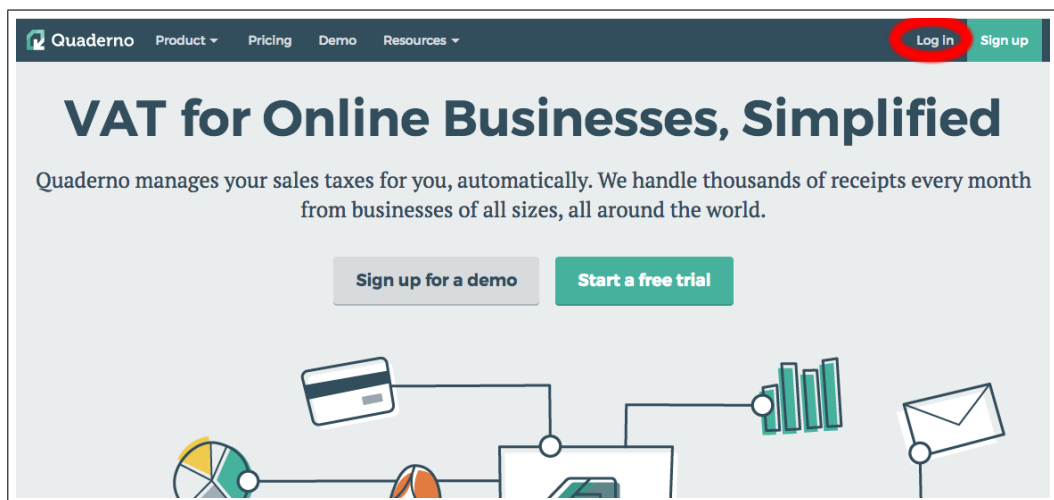 Quaderno Product Pricing Demo Resources Log in Sign up
VAT for Online Businesses, Simplified
Quaderno manages your sales taxes for you, automatically. We handle thousands of receipts every month
from businesses of all sizes, all around the world.
Sign up for a demo Start a free trial